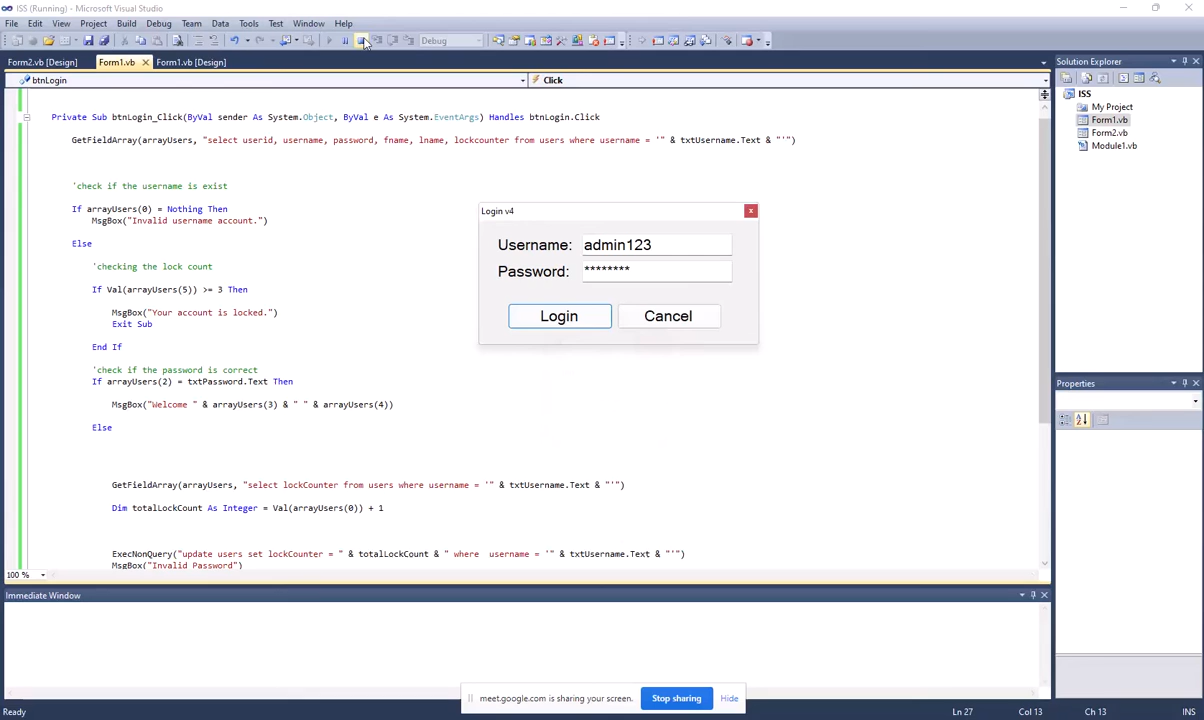 ISS (Running) - Microsoft Visual Studio
File Edit View Project Build Debug Team Data Tools Test Window Help
Debug
Form2.vb [Design] Form1.vb Form1.vb [Design]
Solution Explorer
btnLogin Click
ISS
My Project
Form1.vb
Form2.vb
Module1.vb
Private Sub btnLogin_Click(ByVal sender As System.Object, ByVal e As System.EventArgs) Handles btnLogin.Click
GetFieldArray(arrayUsers, "select userid, username, password, fname, lname, lockcounter from users where username = '" & txtUsername.Text & "'")
'check if the username is exist
If arrayUsers(0) = Nothing Then
MsgBox("Invalid username account.")
Else
'checking the lock count
If Val(arrayUsers(5)) >= 3 Then
MsgBox("Your account is locked.")
Exit Sub
End If
'check if the password is correct
If arrayUsers(2) = txtPassword.Text Then
MsgBox("Welcome " & arrayUsers(3) & " " & arrayUsers(4))
Else
GetFieldArray(arrayUsers, "select lockCounter from users where username = '" & txtUsername.Text & "'")
Dim totalLockCount As Integer = Val(arrayUsers(0)) + 1
ExecNonQuery("update users set lockCounter = " & totalLockCount & " where  username = '" & txtUsername.Text & "'")
MsgBox("Invalid Password")
Login v4
Username: admin123
Password: ********
Login Cancel
Properties
100 %
Immediate Window
meet.google.com is sharing your screen. Stop sharing Hide
Ready Ln 27 Col 13 Ch 13 INS